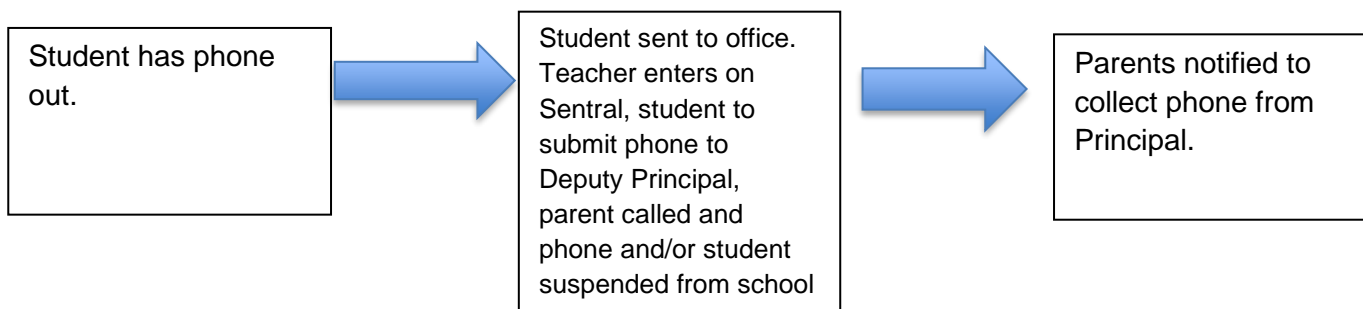 Student has phone
out.
Student sent to office.
Teacher enters on
Sentral, student to
submit phone to
Deputy Principal,
parent called and
phone and/or student
suspended from school
Parents notified to
collect phone from
Principal.